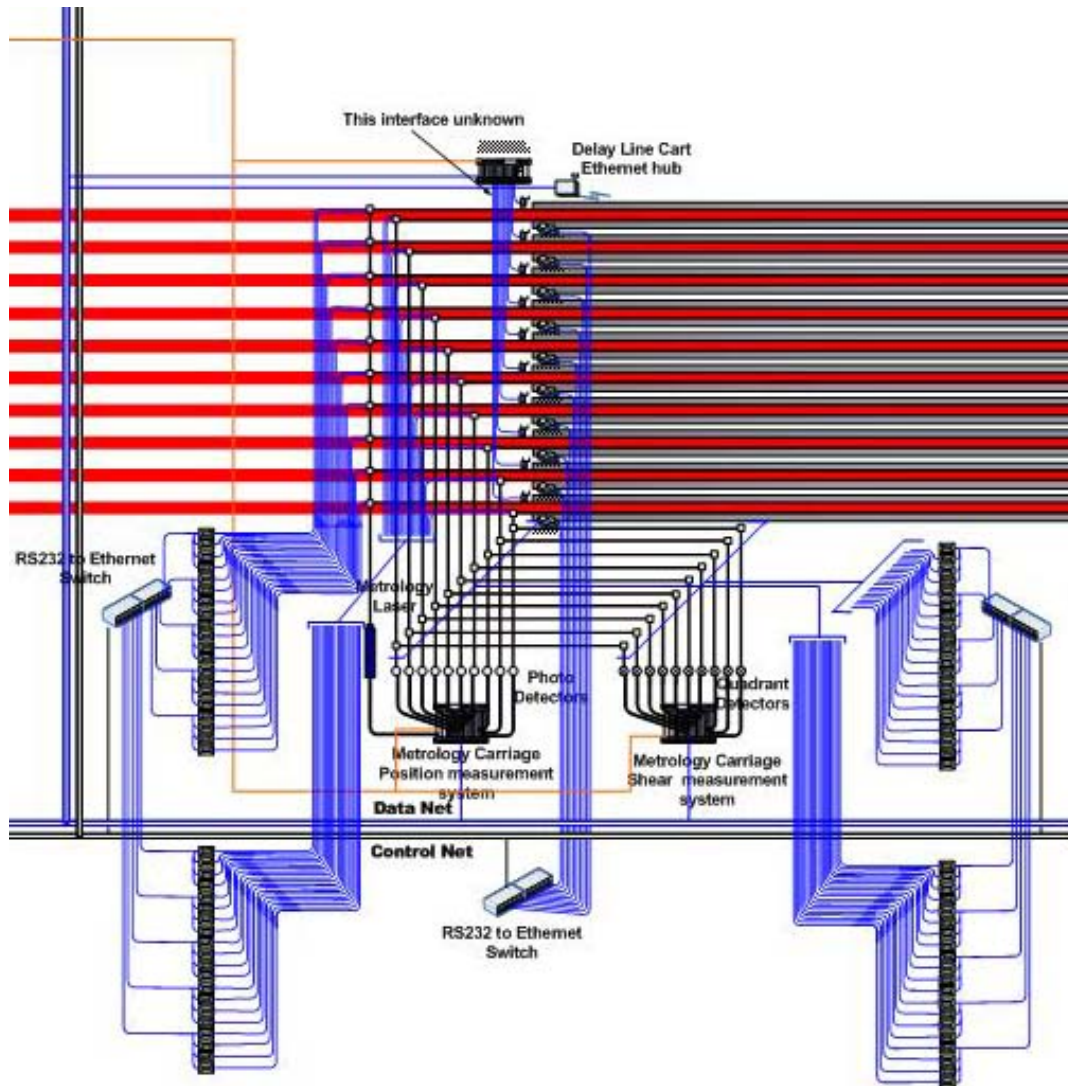 This interface unknown
Delay Line Cart
Ethernet hub
RS232 to Ethernet
Switch
Metrology
Laser
Photo
Detectors
Quadrant
Detectors
Metrology Carriage
Position measurement
system
Metrology Carriage
Shear measurement
system
Data Net
Control Net
RS232 to Ethernet
Switch